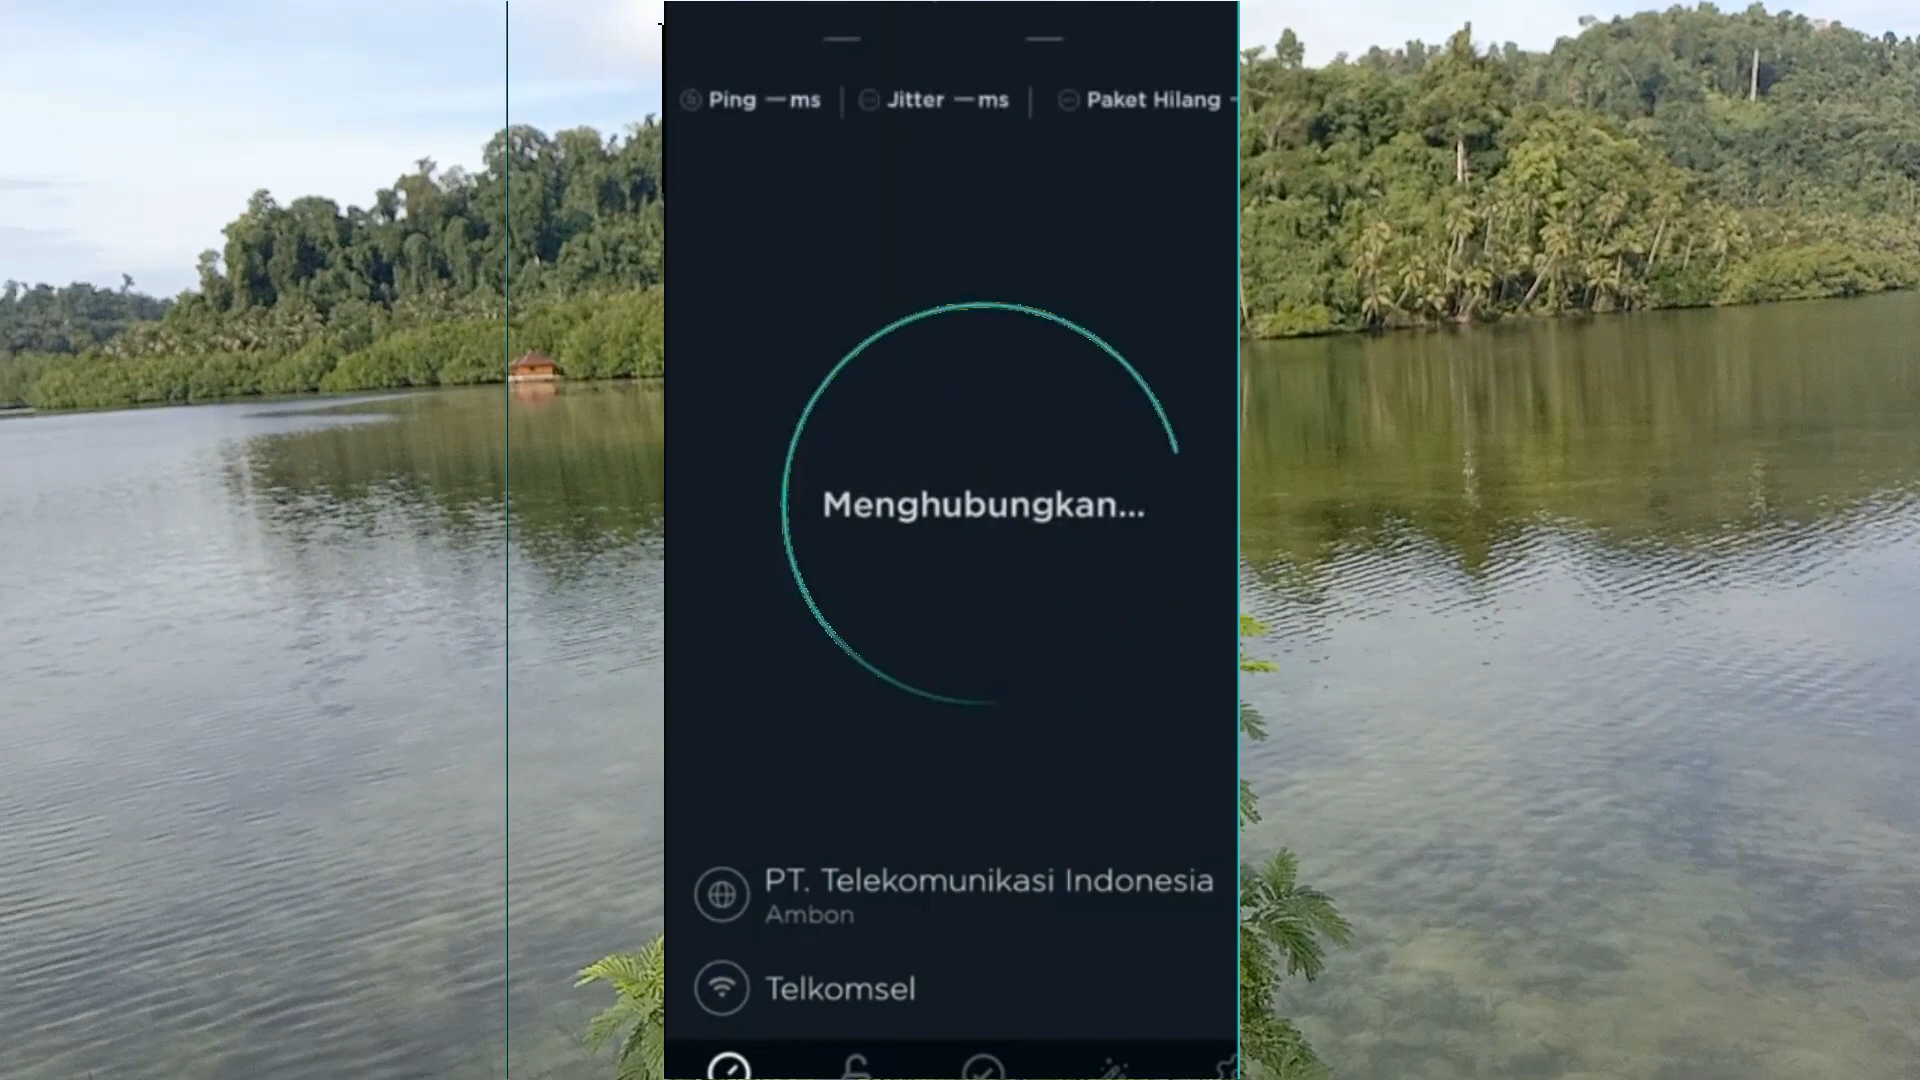 Ping — ms
Jitter — ms
Paket Hilang -
Menghubungkan...
PT. Telekomunikasi Indonesia
Ambon
Telkomsel